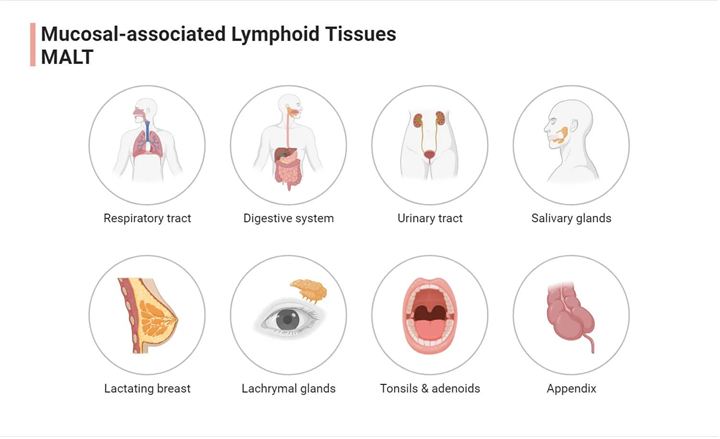 Mucosal-associated Lymphoid Tissues
MALT
Respiratory tract
Digestive system
Urinary tract
Salivary glands
Lactating breast
Lachrymal glands
Tonsils & adenoids
Appendix